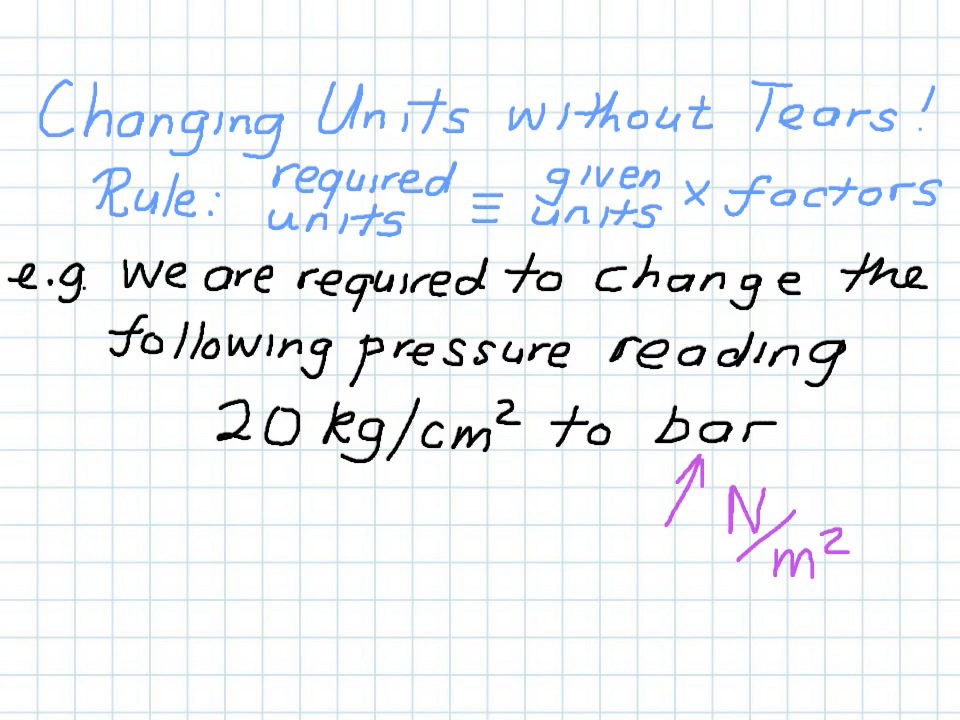 Changing Units without Tears!
Rule: required units ≡ given units × factors
e.g. we are required to change the
following pressure reading
20 kg/cm² to bar
N/m²